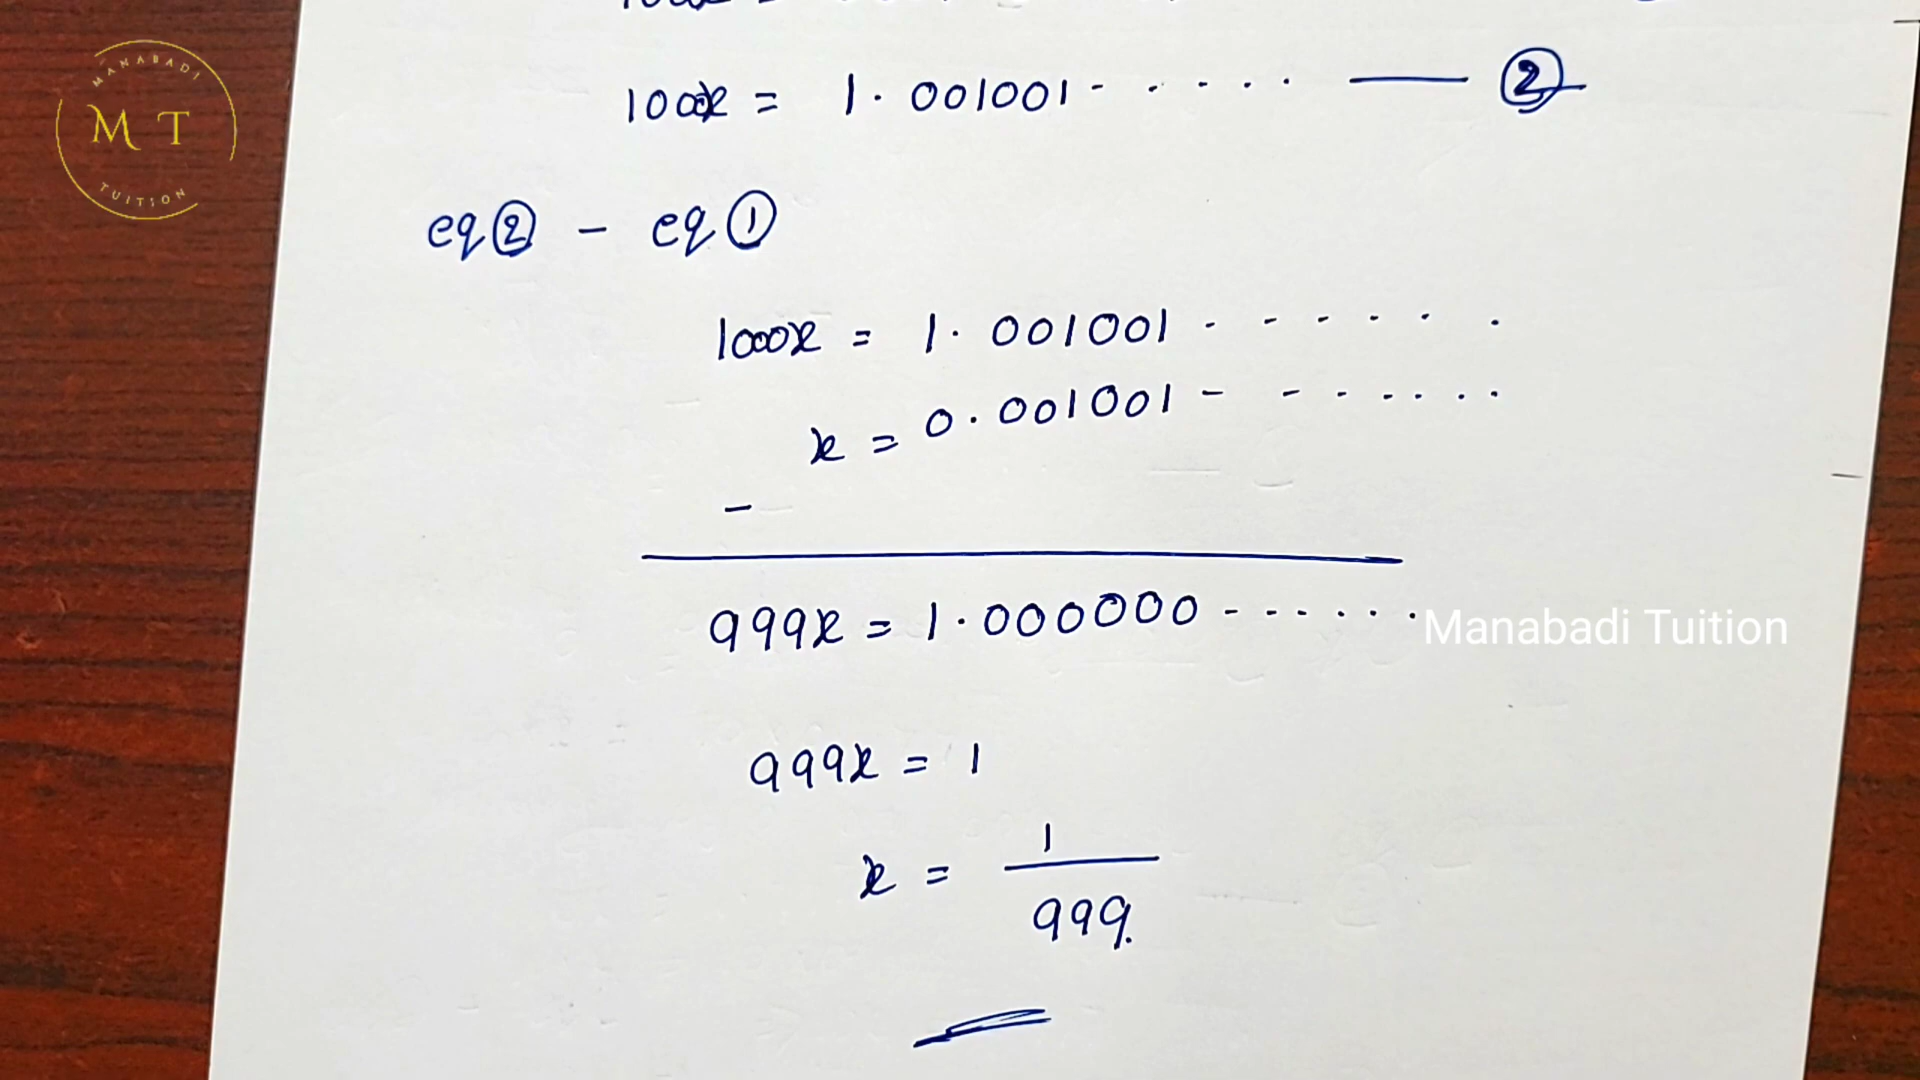 MANABADI
M T
TUITION
1000x = 1.001001 - . - . . . —— ②
eq② - eq①
1000x = 1.001001 - - - - . .
x = 0.001001 - - - - . . .
-
999x = 1.000000 - - - . . .
Manabadi Tuition
999x = 1
x = 1
999.